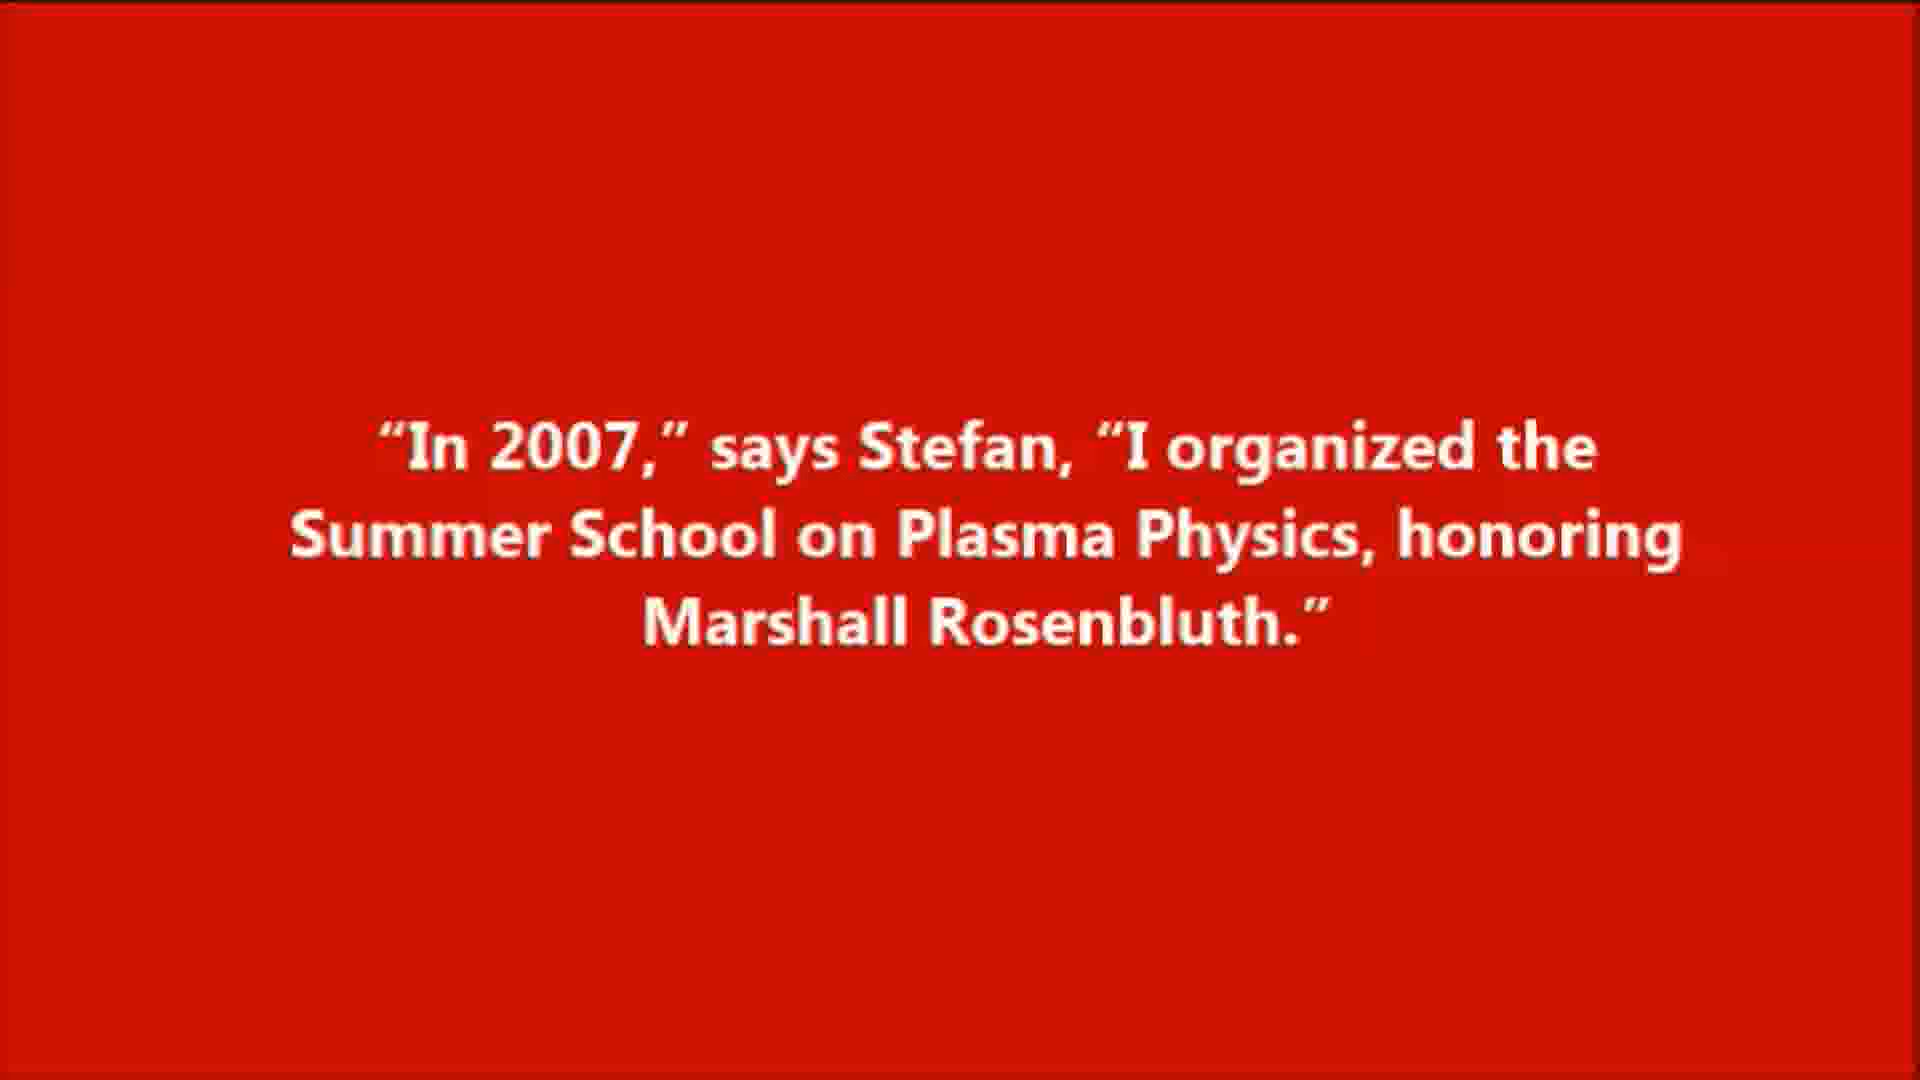 “In 2007,” says Stefan, “I organized the
Summer School on Plasma Physics, honoring
Marshall Rosenbluth.”